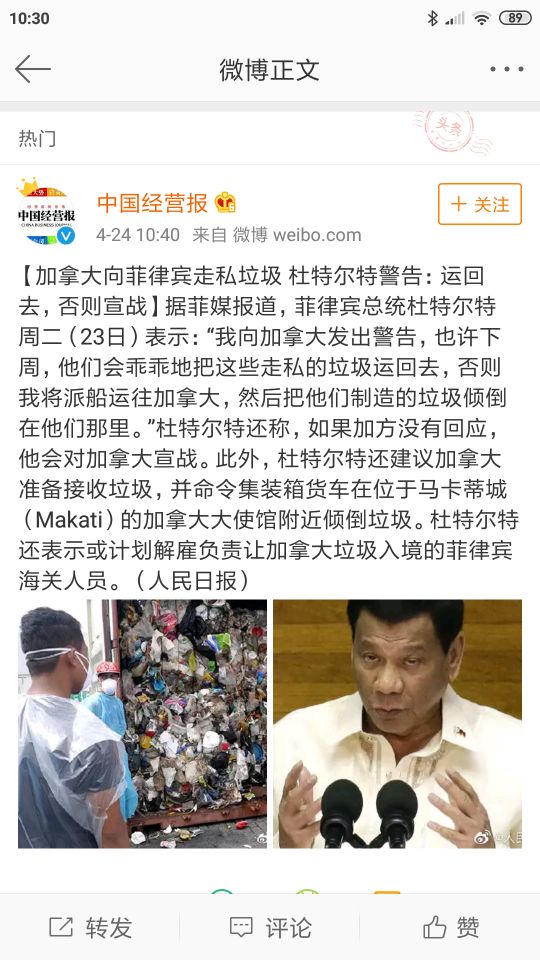 10:30
89
微博正文
热门
头条
中国经营报
CHINA BUSINESS JOURNAL
中国经营报
+ 关注
4-24 10:40 来自 微博 weibo.com
【加拿大向菲律宾走私垃圾 杜特尔特警告：运回
去，否则宣战】据菲媒报道，菲律宾总统杜特尔特
周二（23日）表示：“我向加拿大发出警告，也许下
周，他们会乖乖地把这些走私的垃圾运回去，否则
我将派船运往加拿大，然后把他们制造的垃圾倾倒
在他们那里。”杜特尔特还称，如果加方没有回应，
他会对加拿大宣战。此外，杜特尔特还建议加拿大
准备接收垃圾，并命令集装箱货车在位于马卡蒂城
（Makati）的加拿大大使馆附近倾倒垃圾。杜特尔特
还表示或计划解雇负责让加拿大垃圾入境的菲律宾
海关人员。（人民日报）
@人民
转发
评论
赞